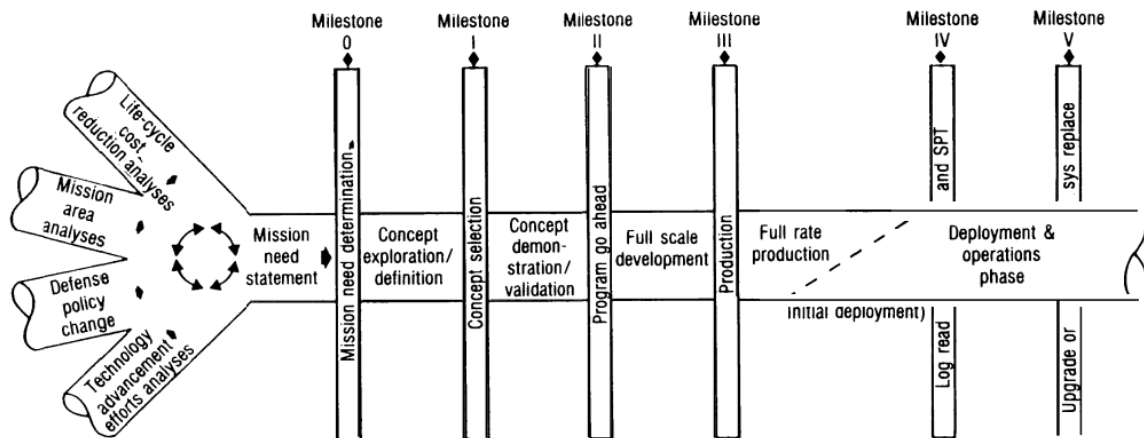 Milestone
0
Milestone
I
Milestone
II
Milestone
III
Milestone
IV
Milestone
V
Life-cycle
cost
reduction analyses
Mission
area
analyses
Defense
policy
change
Technology
advancement
efforts analyses
Mission
need
statement
Mission need determination
Concept
exploration/
definition
Concept selection
Concept
demon-
stration/
validation
Program go ahead
Full scale
development
Production
Full rate
production
initial deployment)
Log read
and SPT
Deployment &
operations
phase
Upgrade or
sys replace